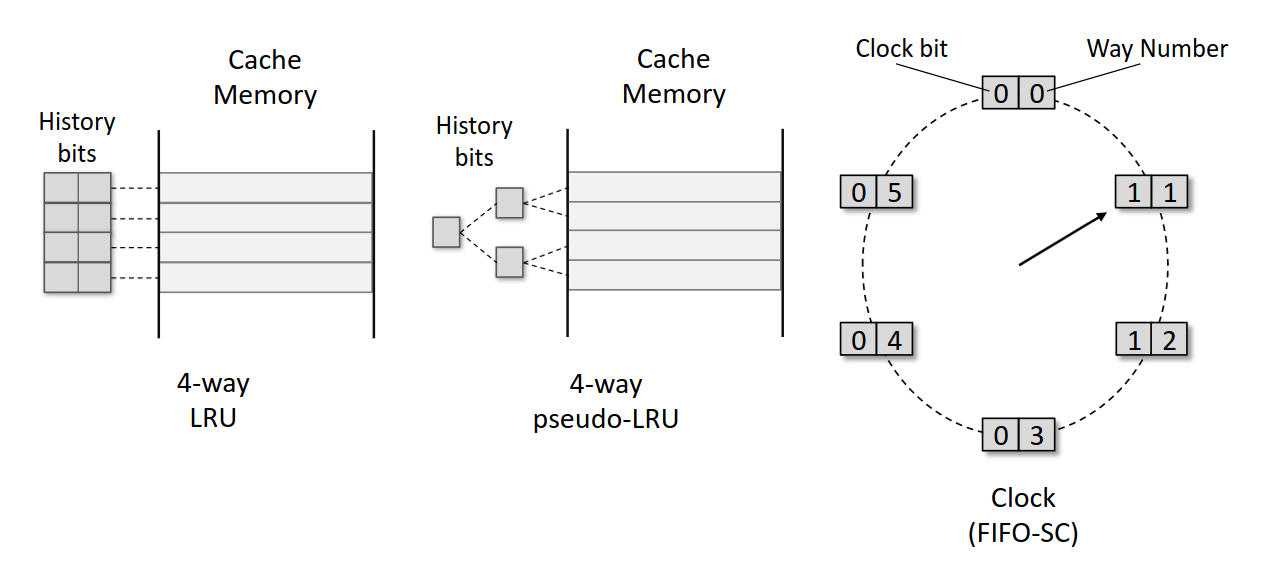 Cache
Memory
History
bits
4-way
LRU
Cache
Memory
History
bits
4-way
pseudo-LRU
Clock bit
Way Number
0 0
0 5
1 1
0 4
1 2
0 3
Clock
(FIFO-SC)